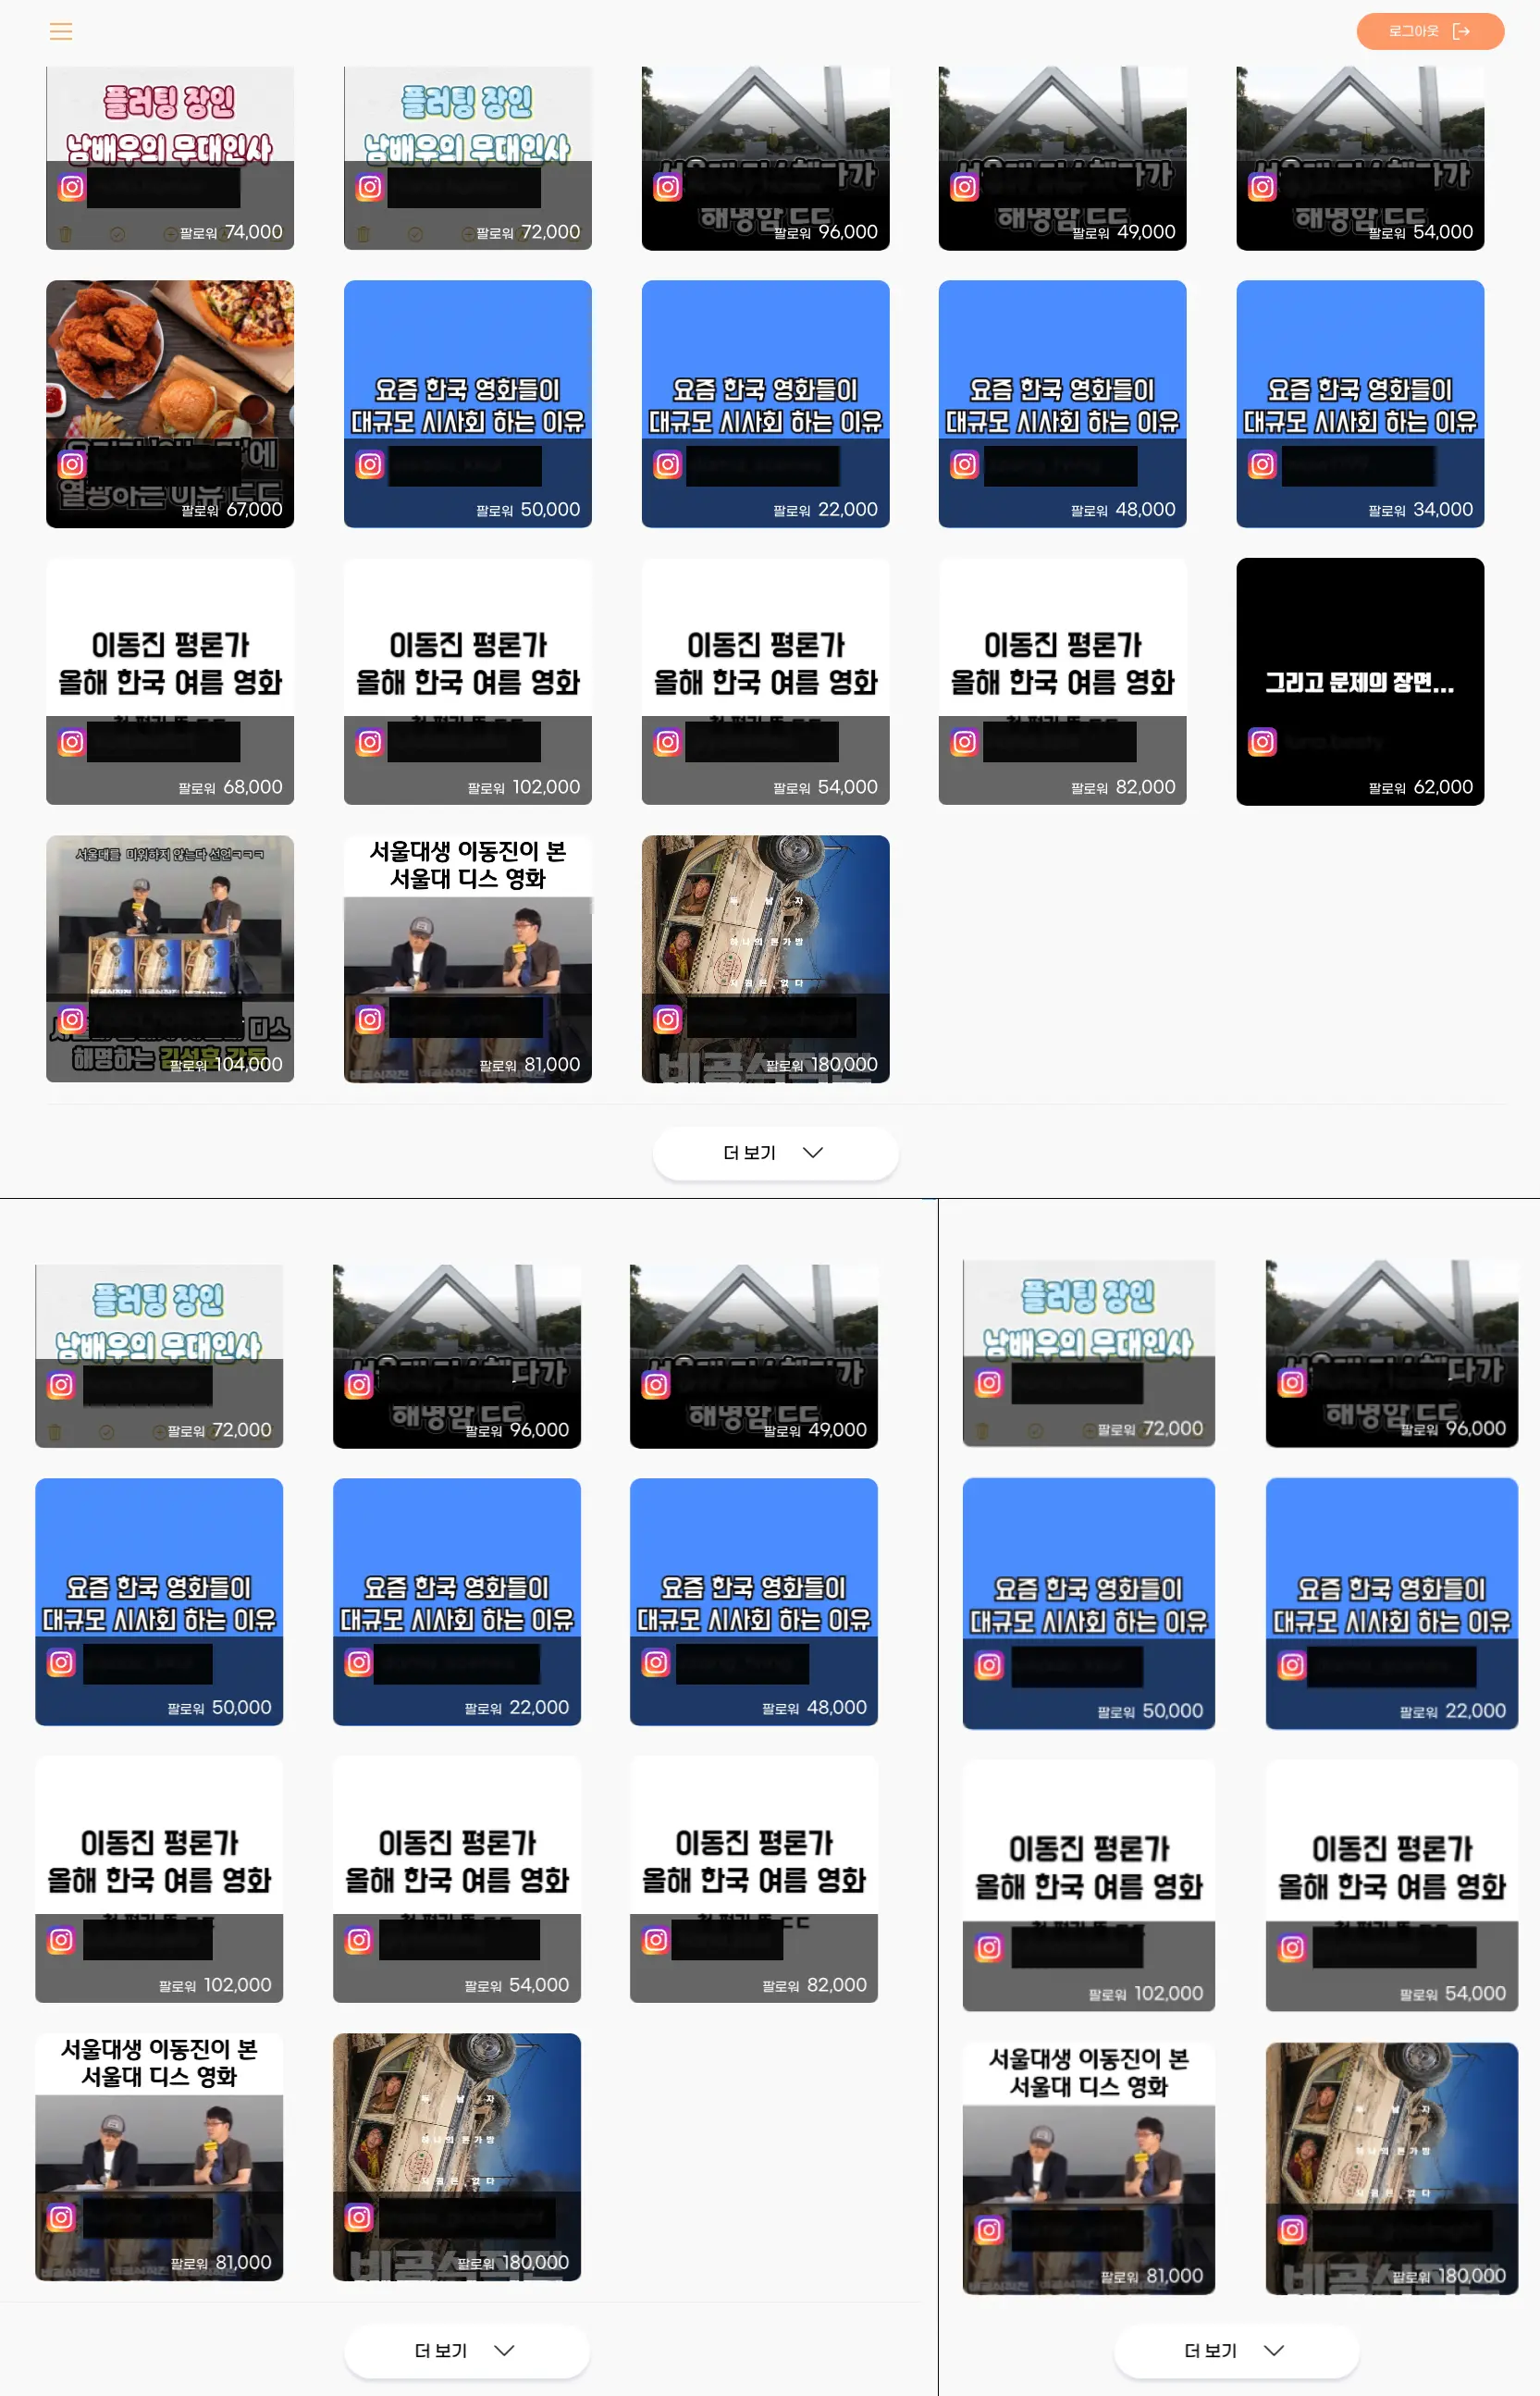 로그아웃
플러팅 장인
남배우의 무대인사
팔로워 74,000
플러팅 장인
남배우의 무대인사
팔로워 72,000
해명함 ㄷㄷ
팔로워 96,000
해명함 ㄷㄷ
팔로워 49,000
해명함 ㄷㄷ
팔로워 54,000
열광하는 이유 ㄷㄷ
팔로워 67,000
요즘 한국 영화들이
대규모 시사회 하는 이유
팔로워 50,000
요즘 한국 영화들이
대규모 시사회 하는 이유
팔로워 22,000
요즘 한국 영화들이
대규모 시사회 하는 이유
팔로워 48,000
요즘 한국 영화들이
대규모 시사회 하는 이유
팔로워 34,000
이동진 평론가
올해 한국 여름 영화
팔로워 68,000
이동진 평론가
올해 한국 여름 영화
팔로워 102,000
이동진 평론가
올해 한국 여름 영화
팔로워 54,000
이동진 평론가
올해 한국 여름 영화
팔로워 82,000
그리고 문제의 장면...
팔로워 62,000
서울대를 미워하지 않는다 선언ㅋㅋㅋ
디스
해명하는 김성훈 감독
팔로워 104,000
서울대생 이동진이 본
서울대 디스 영화
팔로워 81,000
두 남자
하나의 돈가방
비공식작전
팔로워 180,000
더 보기
플러팅 장인
남배우의 무대인사
팔로워 72,000
해명함 ㄷㄷ
팔로워 96,000
해명함 ㄷㄷ
팔로워 49,000
요즘 한국 영화들이
대규모 시사회 하는 이유
팔로워 50,000
요즘 한국 영화들이
대규모 시사회 하는 이유
팔로워 22,000
요즘 한국 영화들이
대규모 시사회 하는 이유
팔로워 48,000
이동진 평론가
올해 한국 여름 영화
팔로워 102,000
이동진 평론가
올해 한국 여름 영화
팔로워 54,000
이동진 평론가
올해 한국 여름 영화
팔로워 82,000
서울대생 이동진이 본
서울대 디스 영화
팔로워 81,000
비공식작전
팔로워 180,000
더 보기
플러팅 장인
남배우의 무대인사
팔로워 72,000
해명함 ㄷㄷ
팔로워 96,000
요즘 한국 영화들이
대규모 시사회 하는 이유
팔로워 50,000
요즘 한국 영화들이
대규모 시사회 하는 이유
팔로워 22,000
이동진 평론가
올해 한국 여름 영화
팔로워 102,000
이동진 평론가
올해 한국 여름 영화
팔로워 54,000
서울대생 이동진이 본
서울대 디스 영화
팔로워 81,000
비공식작전
팔로워 180,000
더 보기